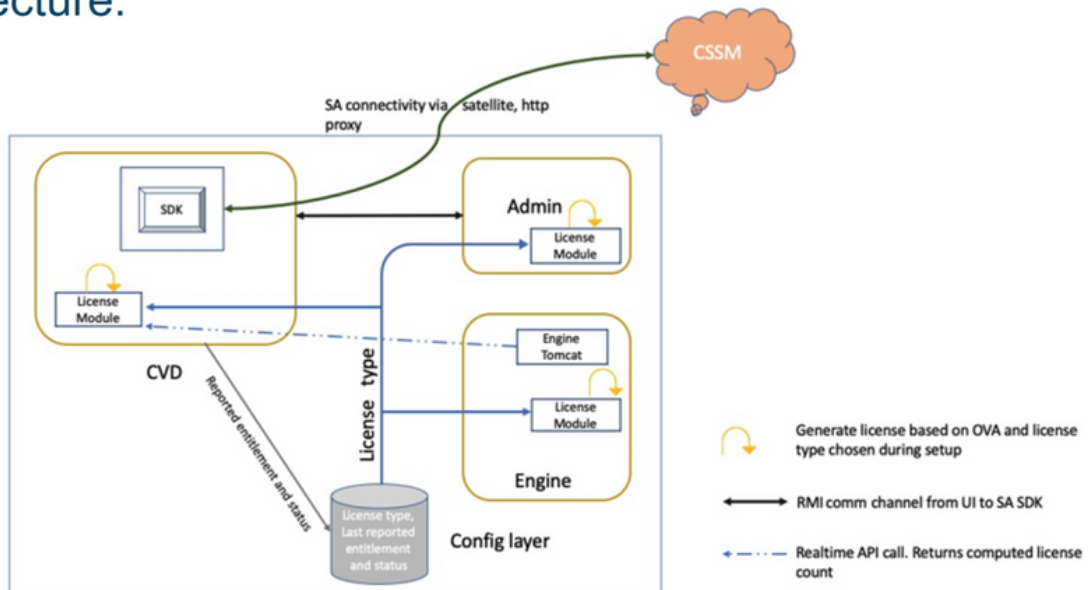 cture:
CSSM
SA connectivity via satellite, http
proxy
SDK
Admin
License
Module
License
Module
Engine
Tomcat
CVD
License type
Reported entitlement and status
License
Module
Engine
License type,
Last reported
entitlement
and status
Config layer
Generate license based on OVA and license
type chosen during setup
RMI comm channel from UI to SA SDK
Realtime API call. Returns computed license
count